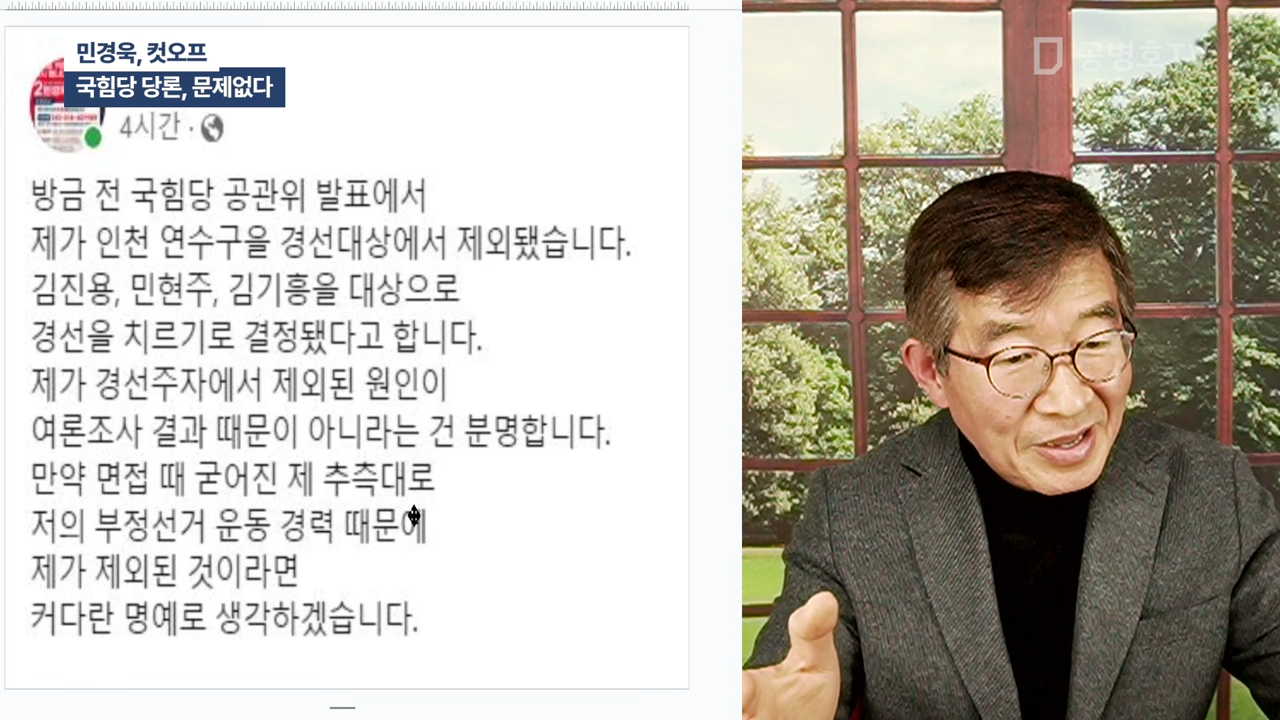 민경욱, 컷오프
국힘당 당론, 문제없다
4시간
방금 전 국힘당 공관위 발표에서
제가 인천 연수구을 경선대상에서 제외됐습니다.
김진용, 민현주, 김기흥을 대상으로
경선을 치르기로 결정됐다고 합니다.
제가 경선주자에서 제외된 원인이
여론조사 결과 때문이 아니라는 건 분명합니다.
만약 면접 때 굳어진 제 추측대로
저의 부정선거 운동 경력 때문에
제가 제외된 것이라면
커다란 명예로 생각하겠습니다.
공병호TV